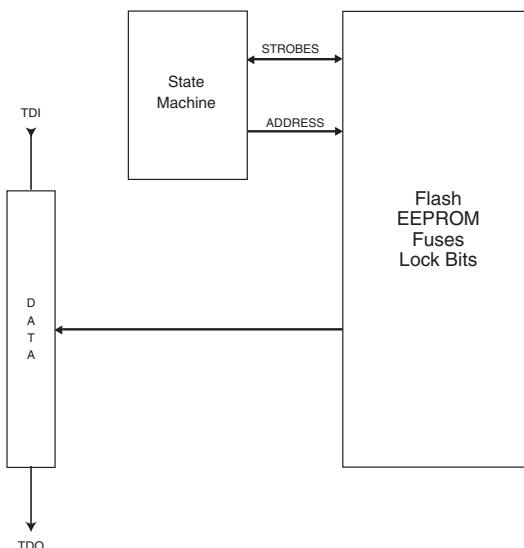 STROBES
State
Machine
ADDRESS
TDI
Flash
EEPROM
Fuses
Lock Bits
D
A
T
A
TDO